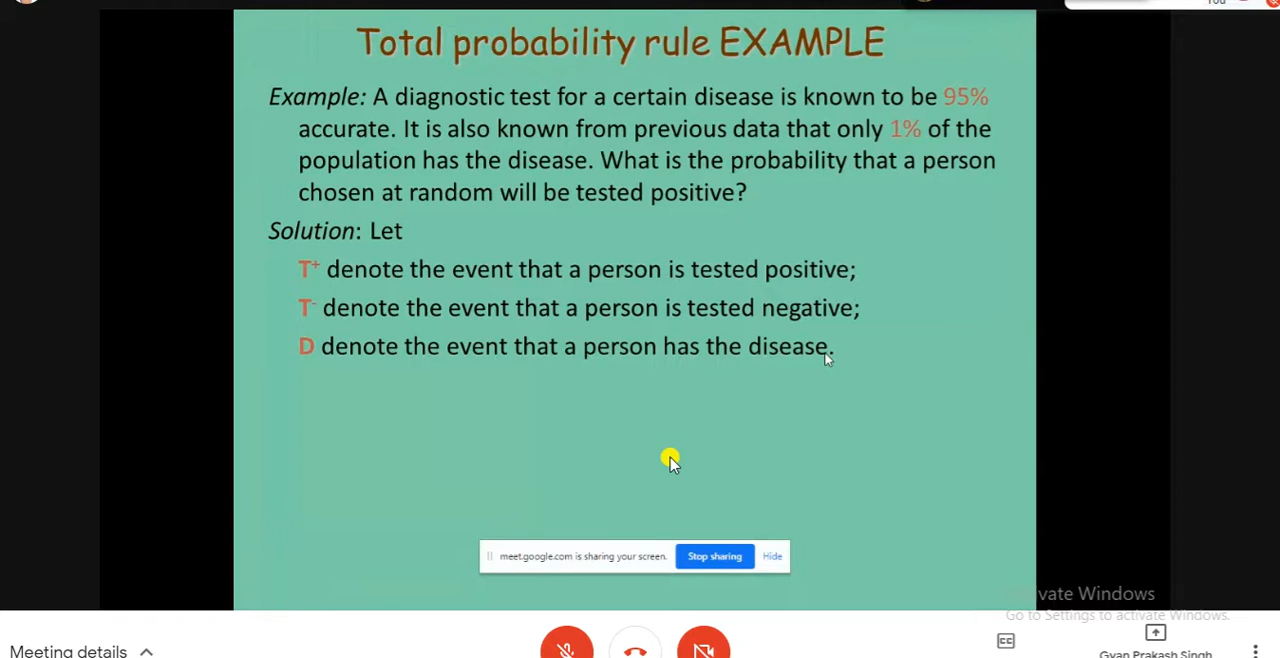 You
Total probability rule EXAMPLE
Example: A diagnostic test for a certain disease is known to be 95%
accurate. It is also known from previous data that only 1% of the
population has the disease. What is the probability that a person
chosen at random will be tested positive?
Solution: Let
T+ denote the event that a person is tested positive;
T- denote the event that a person is tested negative;
D denote the event that a person has the disease.
meet.google.com is sharing your screen.
Stop sharing
Hide
vate Windows
Go to Settings to activate Windows.
Meeting details
CC
Gyan Prakash Singh